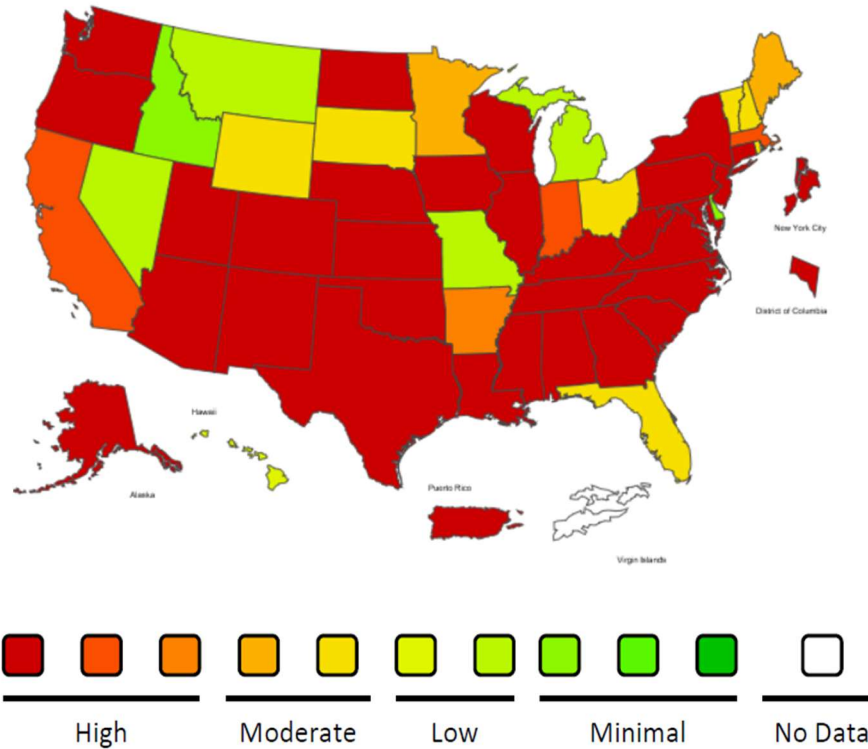 New York City
District of Columbia
Hawaii
Alaska
Puerto Rico
Virgin Islands
High Moderate Low Minimal No Data